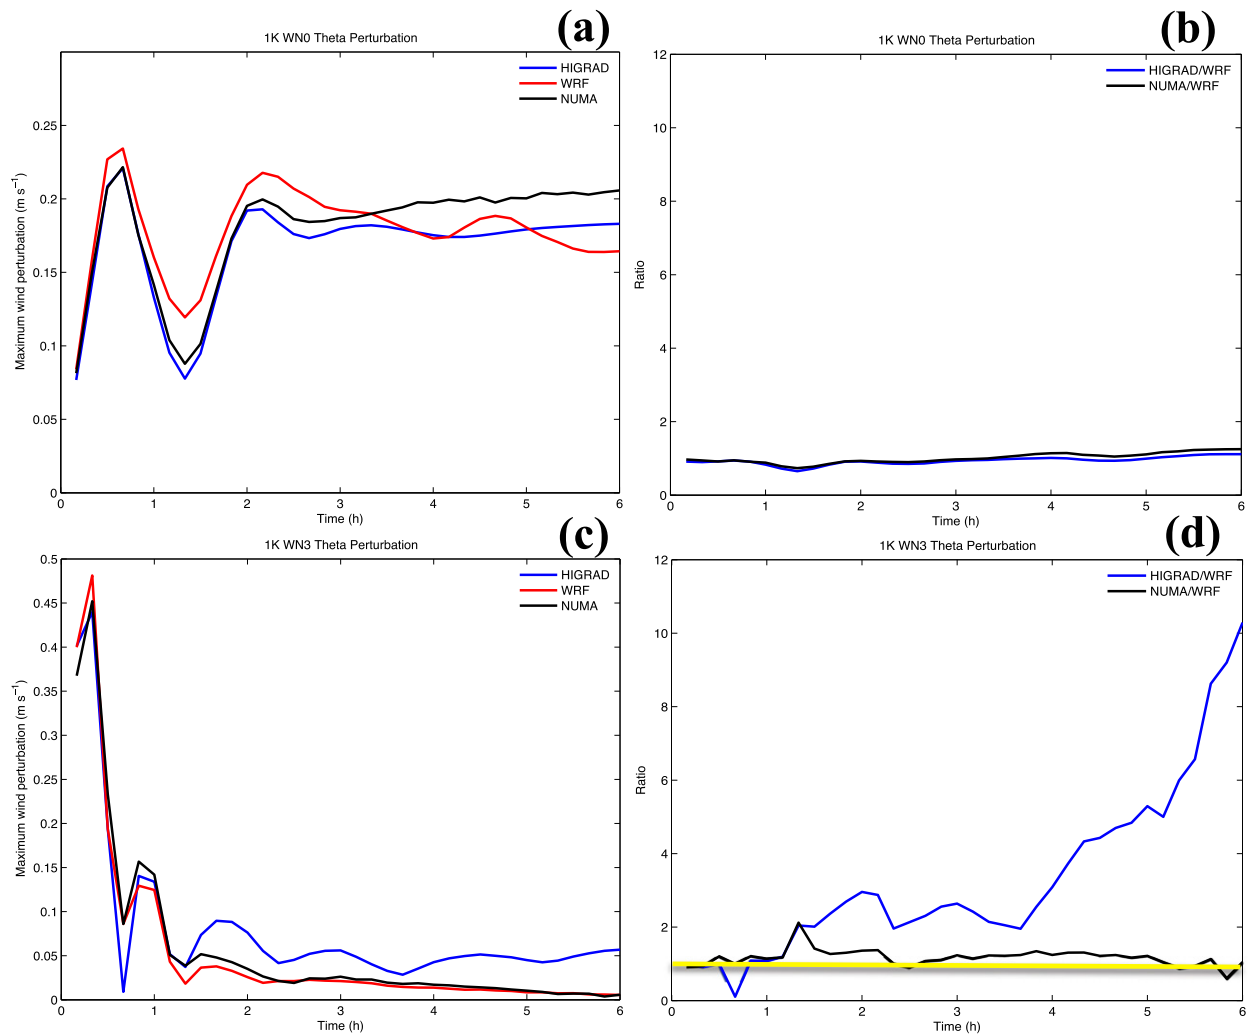 (a)
1K WN0 Theta Perturbation
HIGRAD
WRF
NUMA
0.25
0.2
0.15
0.1
0.05
0
Maximum wind perturbation (m s⁻¹)
0 1 2 3 4 5 6
Time (h)
(b)
1K WN0 Theta Perturbation
HIGRAD/WRF
NUMA/WRF
12
10
8
6
4
2
0
Ratio
0 1 2 3 4 5 6
Time (h)
(c)
1K WN3 Theta Perturbation
HIGRAD
WRF
NUMA
0.5
0.45
0.4
0.35
0.3
0.25
0.2
0.15
0.1
0.05
0
Maximum wind perturbation (m s⁻¹)
0 1 2 3 4 5 6
Time (h)
(d)
1K WN3 Theta Perturbation
HIGRAD/WRF
NUMA/WRF
12
10
8
6
4
2
0
Ratio
0 1 2 3 4 5 6
Time (h)